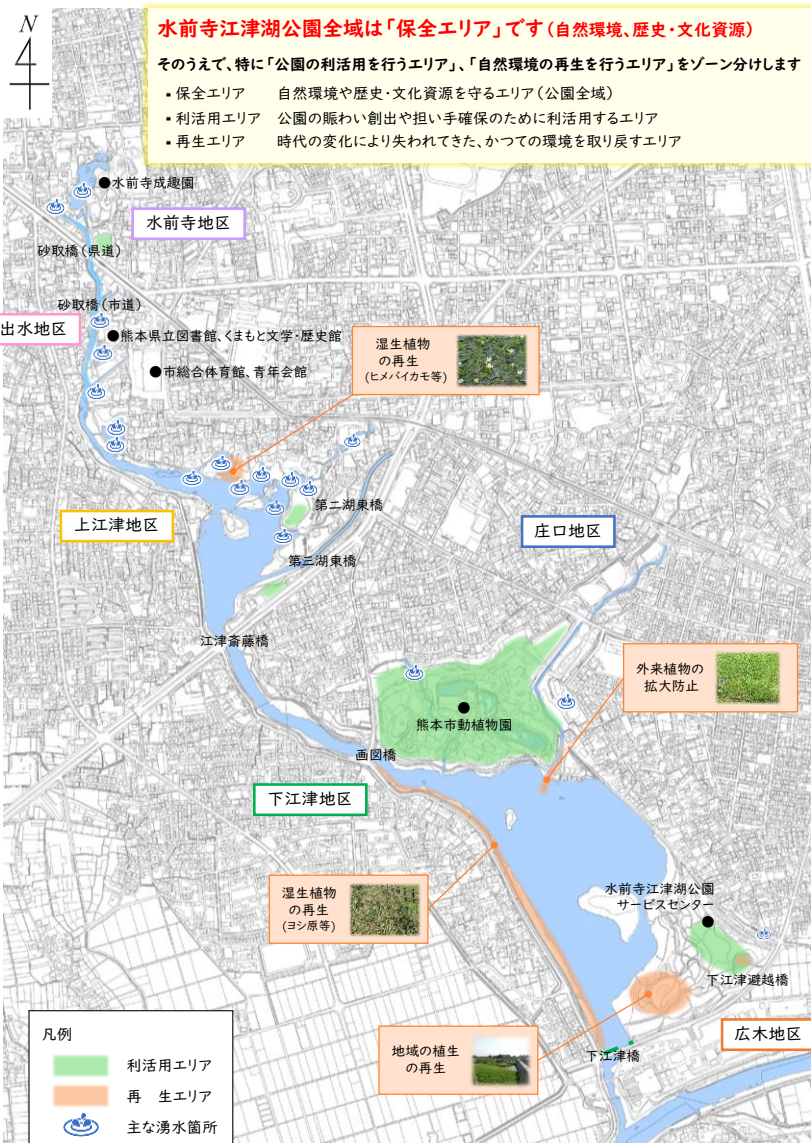 水前寺江津湖公園全域は「保全エリア」です(自然環境、歴史・文化資源)
そのうえで、特に「公園の利活用を行うエリア」、「自然環境の再生を行うエリア」をゾーン分けします
▪保全エリア 自然環境や歴史・文化資源を守るエリア(公園全域)
▪利活用エリア 公園の賑わい創出や担い手確保のために利活用するエリア
▪再生エリア 時代の変化により失われてきた、かつての環境を取り戻すエリア
N
●水前寺成趣園
水前寺地区
砂取橋(県道)
砂取橋(市道)
出水地区
●熊本県立図書館、くまもと文学・歴史館
●市総合体育館、青年会館
湿生植物
の再生
(ヒメバイカモ等)
第二湖東橋
上江津地区
庄口地区
第三湖東橋
江津斎藤橋
外来植物の
拡大防止
熊本市動植物園
画図橋
下江津地区
湿生植物
の再生
(ヨシ原等)
水前寺江津湖公園
サービスセンター
下江津避越橋
地域の植生
の再生
下江津橋
広木地区
凡例
利活用エリア
再 生エリア
主な湧水箇所